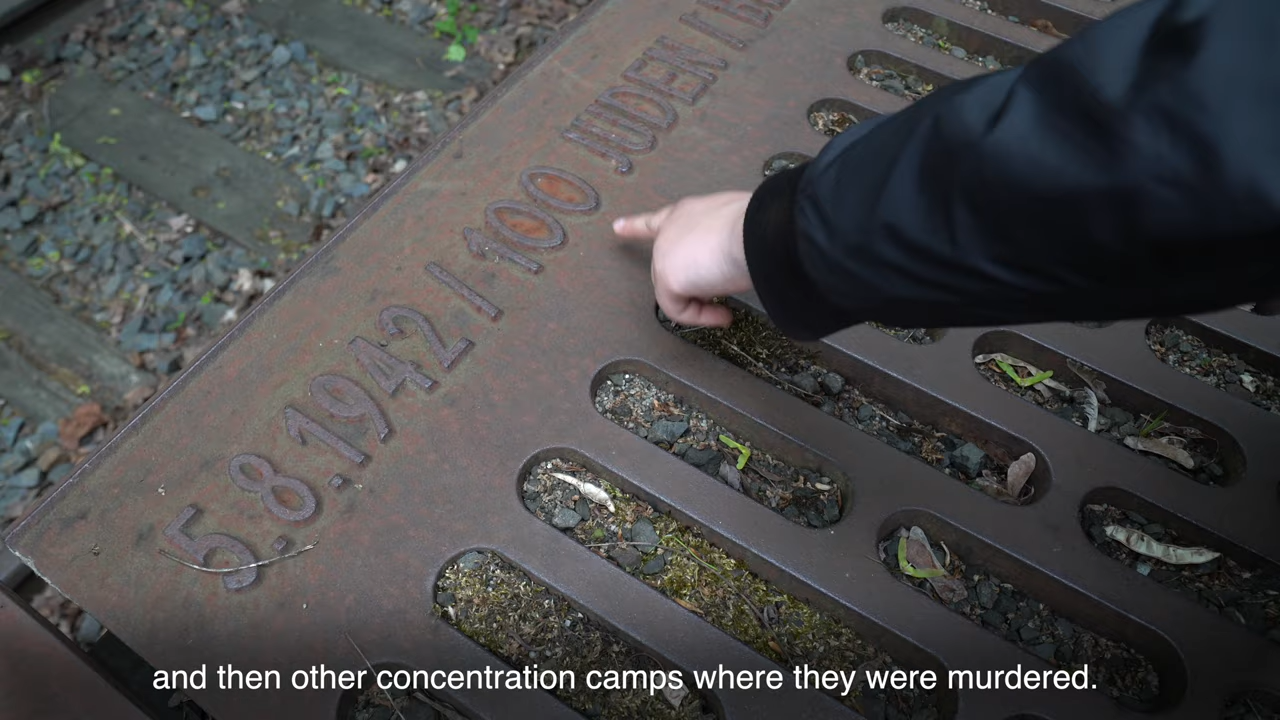 5.8.1942 / 100 JUDEN /
and then other concentration camps where they were murdered.